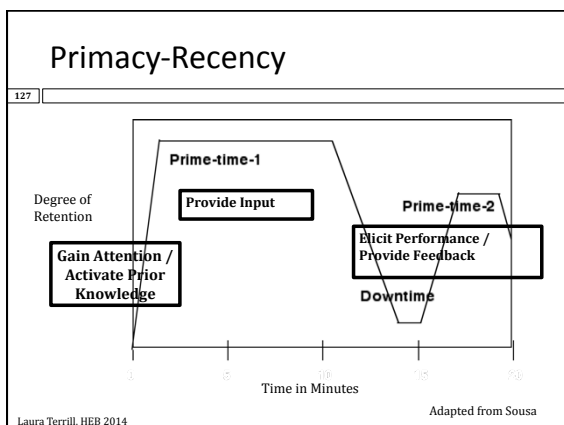 Primacy-Recency
127
Prime-time-1
Degree of
Retention
Provide Input
Prime-time-2
Gain Attention /
Activate Prior
Knowledge
Elicit Performance /
Provide Feedback
Downtime
10
Time in Minutes
Laura Terrill, HEB 2014
Adapted from Sousa